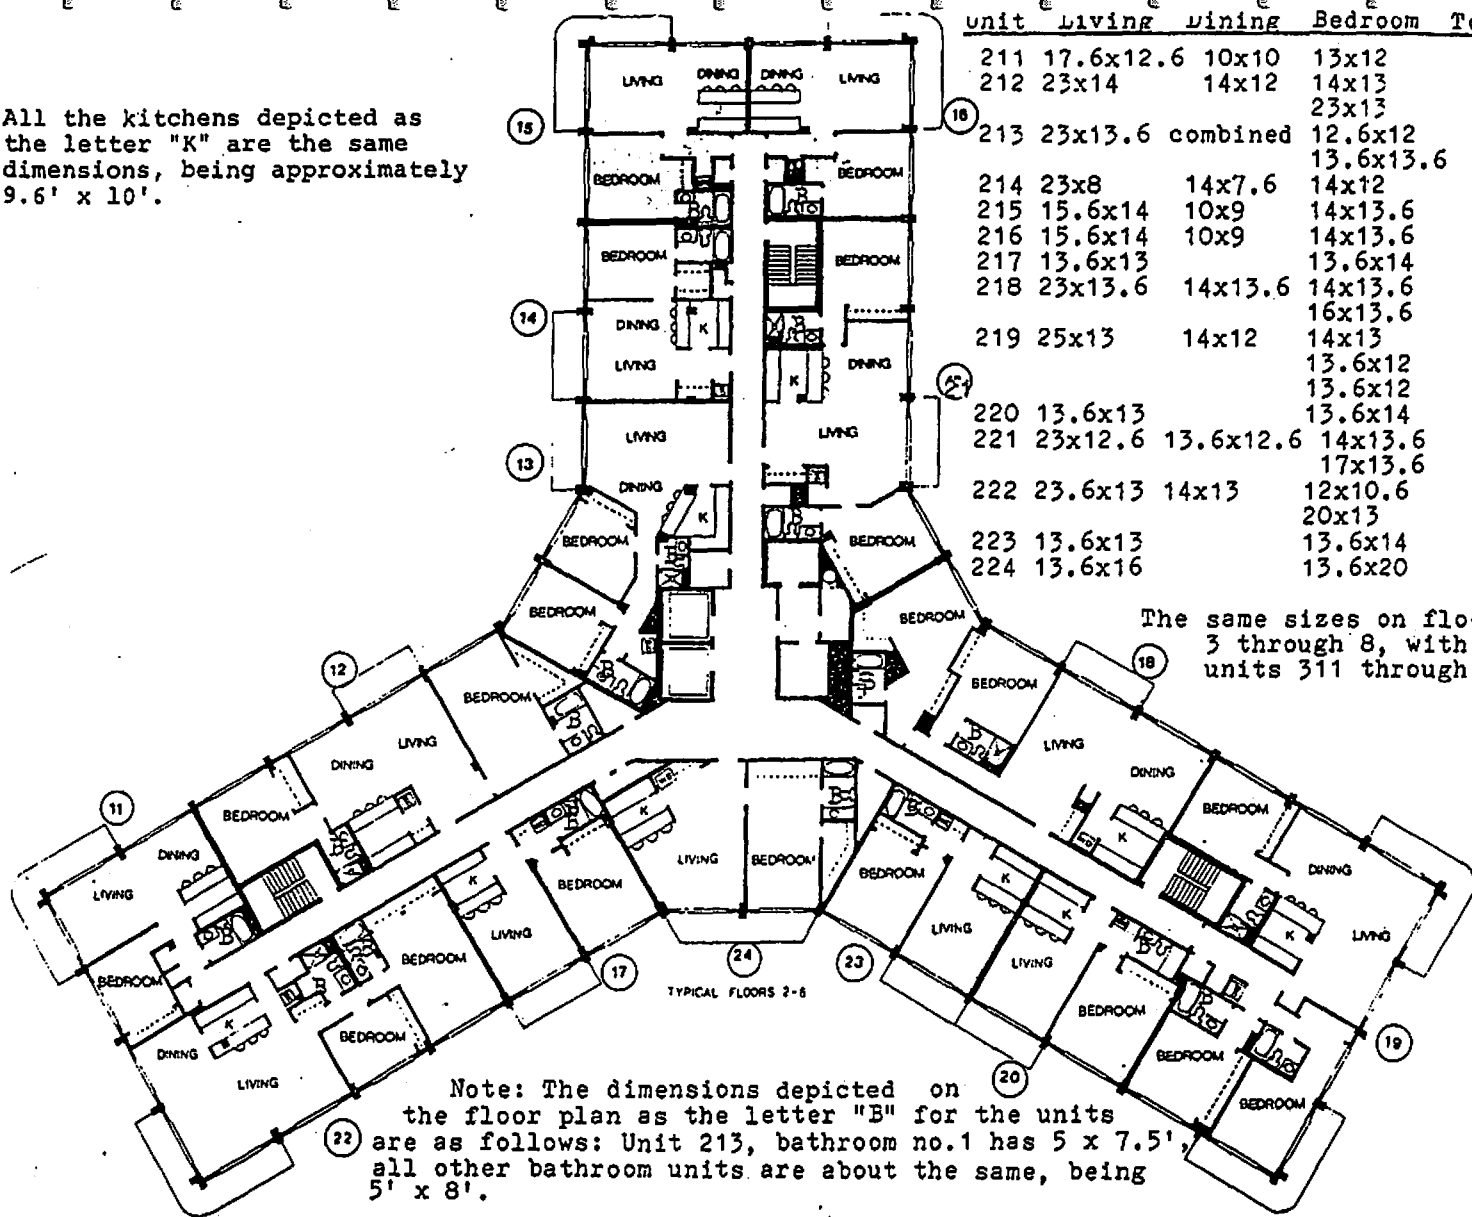 Unit Living Dining Bedroom
211 17.6x12.6 10x10 13x12
212 23x14 14x12 14x13
23x13
213 23x13.6 combined 12.6x12
13.6x13.6
214 23x8 14x7.6 14x12
215 15.6x14 10x9 14x13.6
216 15.6x14 10x9 14x13.6
217 13.6x13 13.6x14
218 23x13.6 14x13.6 14x13.6
16x13.6
219 25x13 14x12 14x13
13.6x12
13.6x12
220 13.6x13 13.6x14
221 23x12.6 13.6x12.6 14x13.6
17x13.6
222 23.6x13 14x13 12x10.6
20x13
223 13.6x13 13.6x14
224 13.6x16 13.6x20
The same sizes on flo
3 through 8, with
units 311 through
All the kitchens depicted as
the letter "K" are the same
dimensions, being approximately
9.6' x 10'.
LIVING DINING DINING LIVING
15 16
BEDROOM BEDROOM
B B
BEDROOM BEDROOM
14
DINING K B
LIVING K DINING
21
LIVING LIVING
13
DINING
K B
BEDROOM BEDROOM
BEDROOM BEDROOM
12 18
B B
BEDROOM BEDROOM
B B
LIVING LIVING
DINING DINING
11
BEDROOM K BEDROOM
B K
DINING LIVING DINING
B K B
LIVING BEDROOM BEDROOM
K BEDROOM BEDROOM K
B LIVING LIVING K LIVING
BEDROOM BEDROOM LIVING B
17 24 23
TYPICAL FLOORS 2-8
K B BEDROOM B
DINING BEDROOM BEDROOM 19
LIVING BEDROOM
22 20
Note: The dimensions depicted on
the floor plan as the letter "B" for the units
are as follows: Unit 213, bathroom no.1 has 5 x 7.5',
all other bathroom units are about the same, being
5' x 8'.